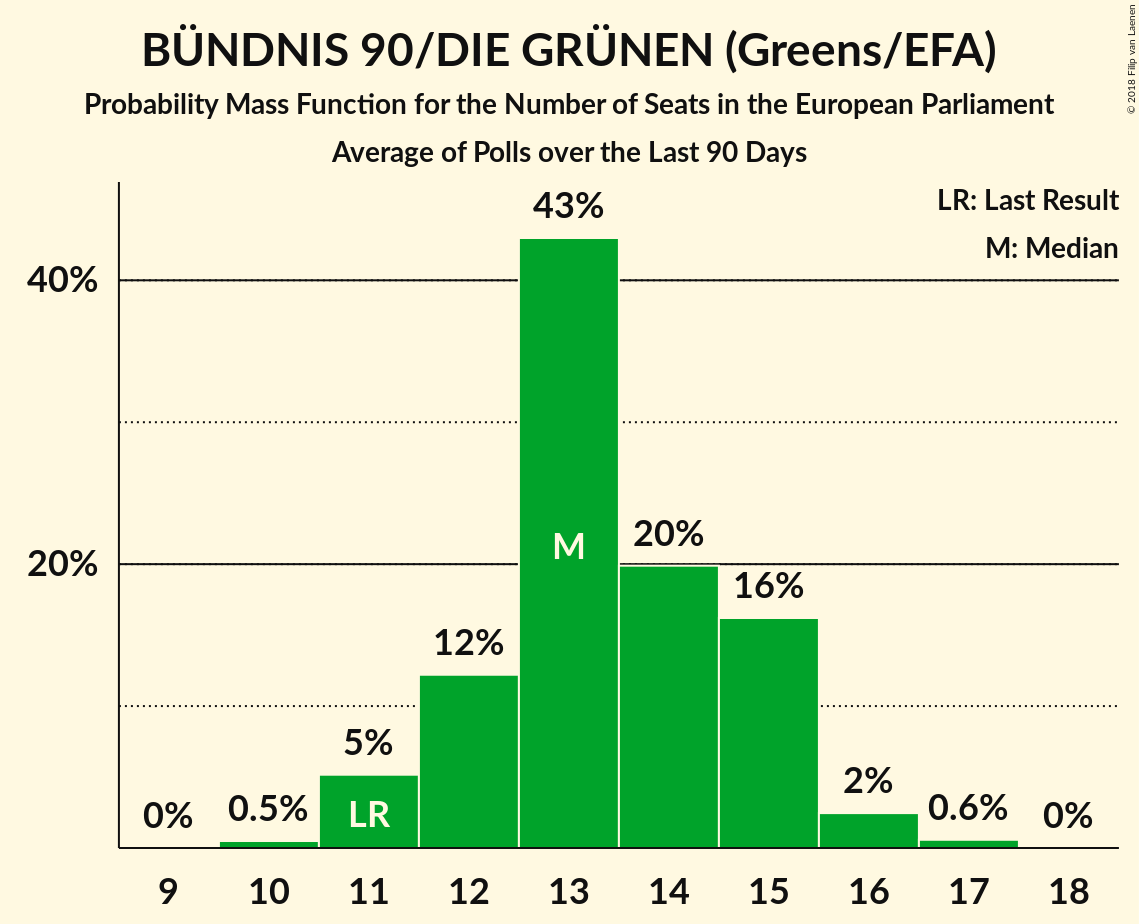 BÜNDNIS 90/DIE GRÜNEN (Greens/EFA)
Probability Mass Function for the Number of Seats in the European Parliament
Average of Polls over the Last 90 Days
© 2018 Filip van Laenen
LR: Last Result
M: Median
43%
40%
M
20%
20%
16%
12%
5%
2%
0%
0.5%
LR
0.6%
0%
9 10 11 12 13 14 15 16 17 18